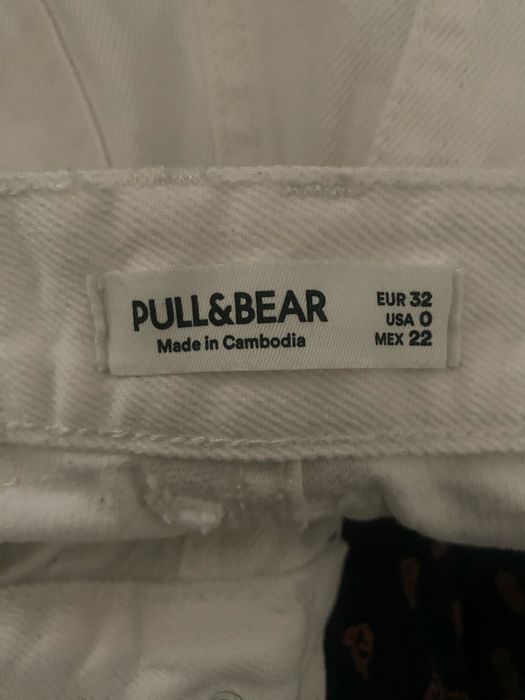 PULL&BEAR
Made in Cambodia
EUR 32
USA 0
MEX 22